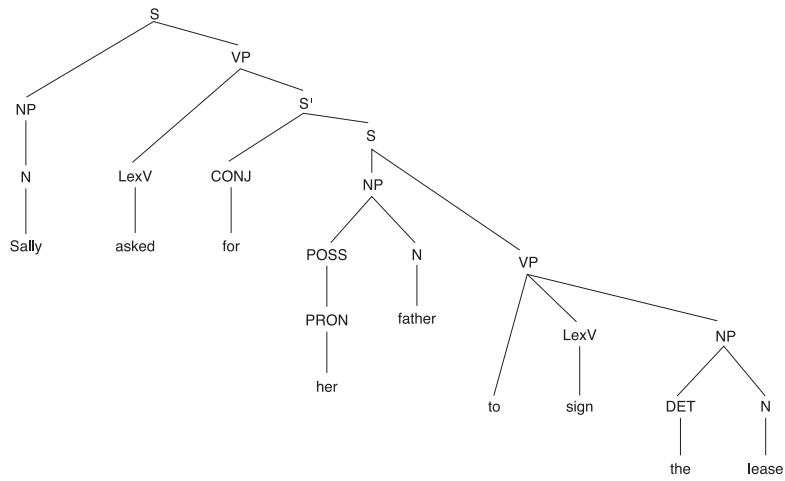 S
VP
NP
S'
S
N
LexV
CONJ
NP
Sally
asked
for
POSS
N
VP
PRON
father
LexV
NP
her
to
sign
DET
N
the
lease